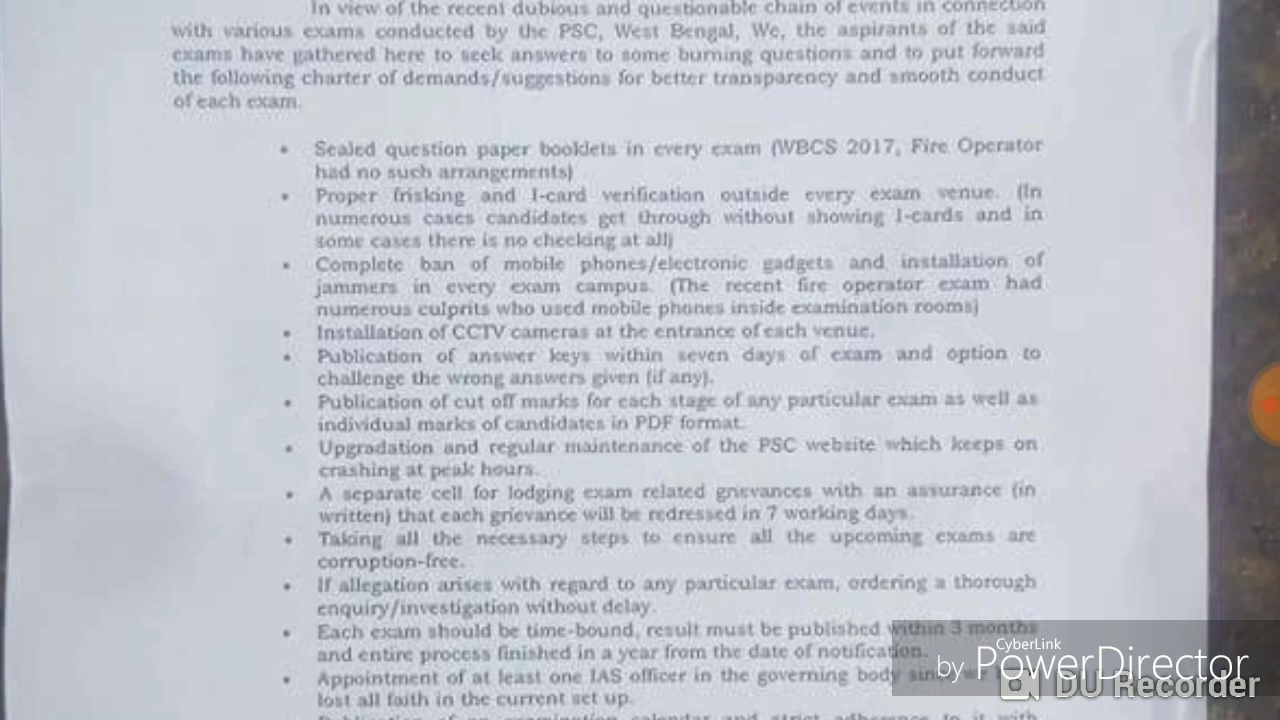 In view of the recent dubious and questionable chain of events in connection
with various exams conducted by the PSC, West Bengal, We, the aspirants of the said
exams have gathered here to seek answers to some burning questions and to put forward
the following charter of demands/suggestions for better transparency and smooth conduct
of each exam.
• Sealed question paper booklets in every exam (WBCS 2017, Fire Operator
had no such arrangements)
• Proper frisking and I-card verification outside every exam venue. (In
numerous cases candidates get through without showing I-cards and in
some cases there is no checking at all)
• Complete ban of mobile phones/electronic gadgets and installation of
jammers in every exam campus. (The recent fire operator exam had
numerous culprits who used mobile phones inside examination rooms)
• Installation of CCTV cameras at the entrance of each venue.
• Publication of answer keys within seven days of exam and option to
challenge the wrong answers given (if any).
• Publication of cut off marks for each stage of any particular exam as well as
individual marks of candidates in PDF format.
• Upgradation and regular maintenance of the PSC website which keeps on
crashing at peak hours.
• A separate cell for lodging exam related grievances with an assurance (in
written) that each grievance will be redressed in 7 working days.
• Taking all the necessary steps to ensure all the upcoming exams are
corruption-free.
• If allegation arises with regard to any particular exam, ordering a thorough
enquiry/investigation without delay.
• Each exam should be time-bound, result must be published within 3 months
and entire process finished in a year from the date of notification.
• Appointment of at least one IAS officer in the governing body
lost all faith in the current set up.
examination calendar and strict adherence to it with
CyberLink
by PowerDirector
DU Recorder